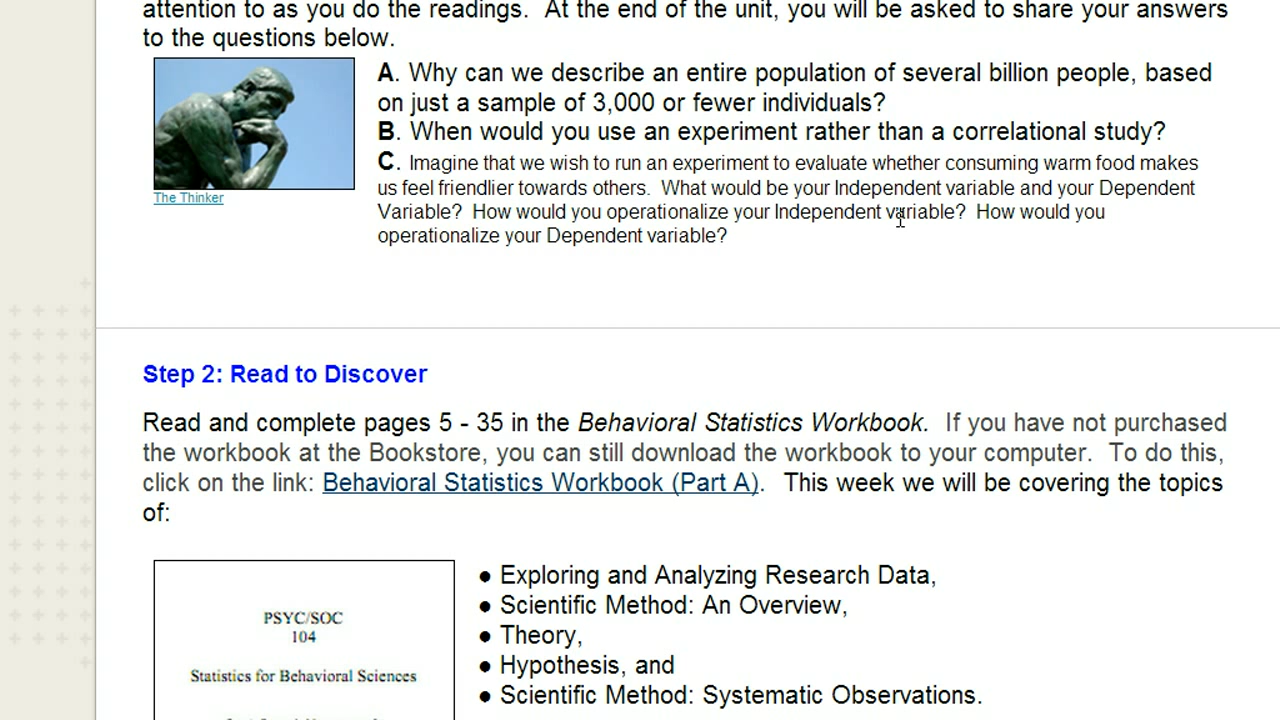 attention to as you do the readings.  At the end of the unit, you will be asked to share your answers
to the questions below.
A. Why can we describe an entire population of several billion people, based
on just a sample of 3,000 or fewer individuals?
B. When would you use an experiment rather than a correlational study?
C. Imagine that we wish to run an experiment to evaluate whether consuming warm food makes
us feel friendlier towards others.  What would be your Independent variable and your Dependent
Variable?  How would you operationalize your Independent variable?  How would you
operationalize your Dependent variable?
The Thinker
Step 2: Read to Discover
Read and complete pages 5 - 35 in the Behavioral Statistics Workbook.  If you have not purchased
the workbook at the Bookstore, you can still download the workbook to your computer.  To do this,
click on the link: Behavioral Statistics Workbook (Part A).  This week we will be covering the topics
of:
PSYC/SOC
104
Statistics for Behavioral Sciences
● Exploring and Analyzing Research Data,
● Scientific Method: An Overview,
● Theory,
● Hypothesis, and
● Scientific Method: Systematic Observations.